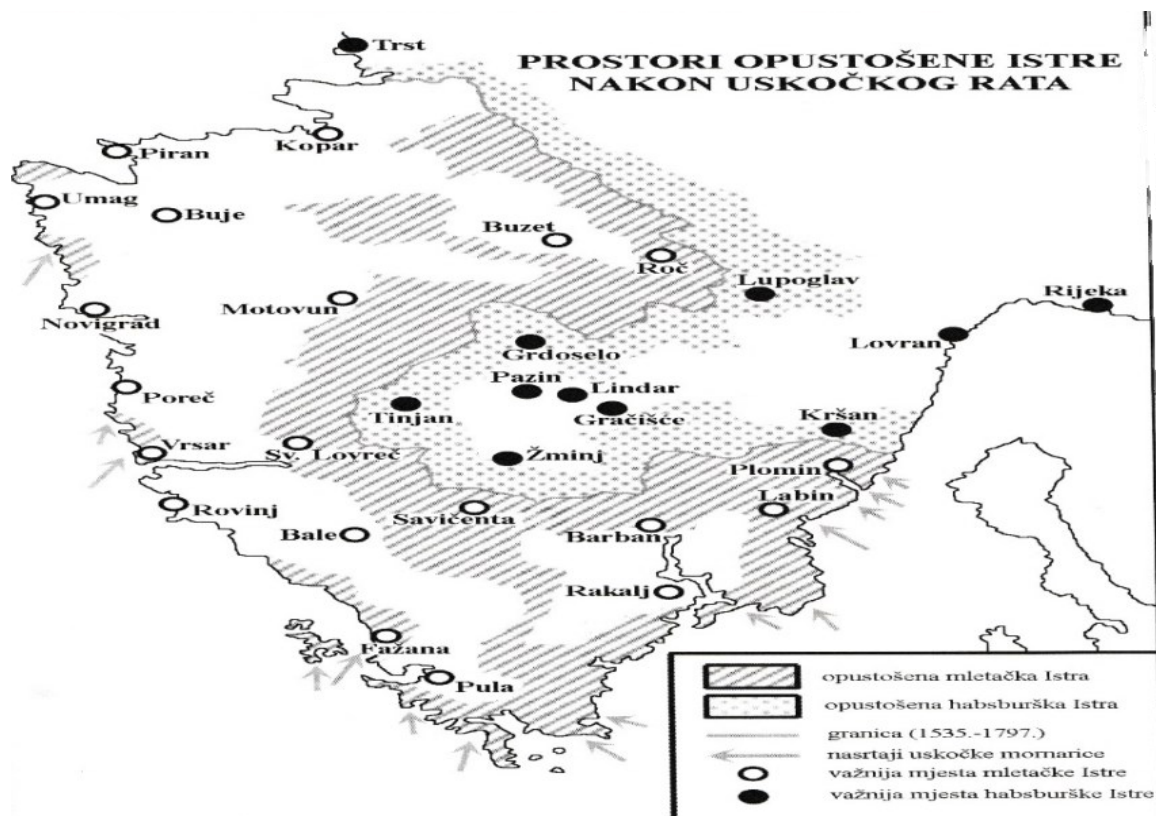 Trst
PROSTORI OPUSTOŠENE ISTRE
NAKON USKOČKOG RATA
Kopar
Piran
Umag
Buje
Buzet
Roč
Lupoglav
Rijeka
Motovun
Novigrad
Lovran
Grdoselo
Pazin
Lindar
Poreč
Tinjan
Gračišće
Kršan
Vrsar
Sv. Lovreč
Žminj
Plomin
Labin
Rovinj
Savičenta
Bale
Barban
Rakalj
Fažana
Pula
opustošena mletačka Istra
opustošena habsburška Istra
granica (1535.-1797.)
nasrtaji uskočke mornarice
važnija mjesta mletačke Istre
važnija mjesta habsburške Istre